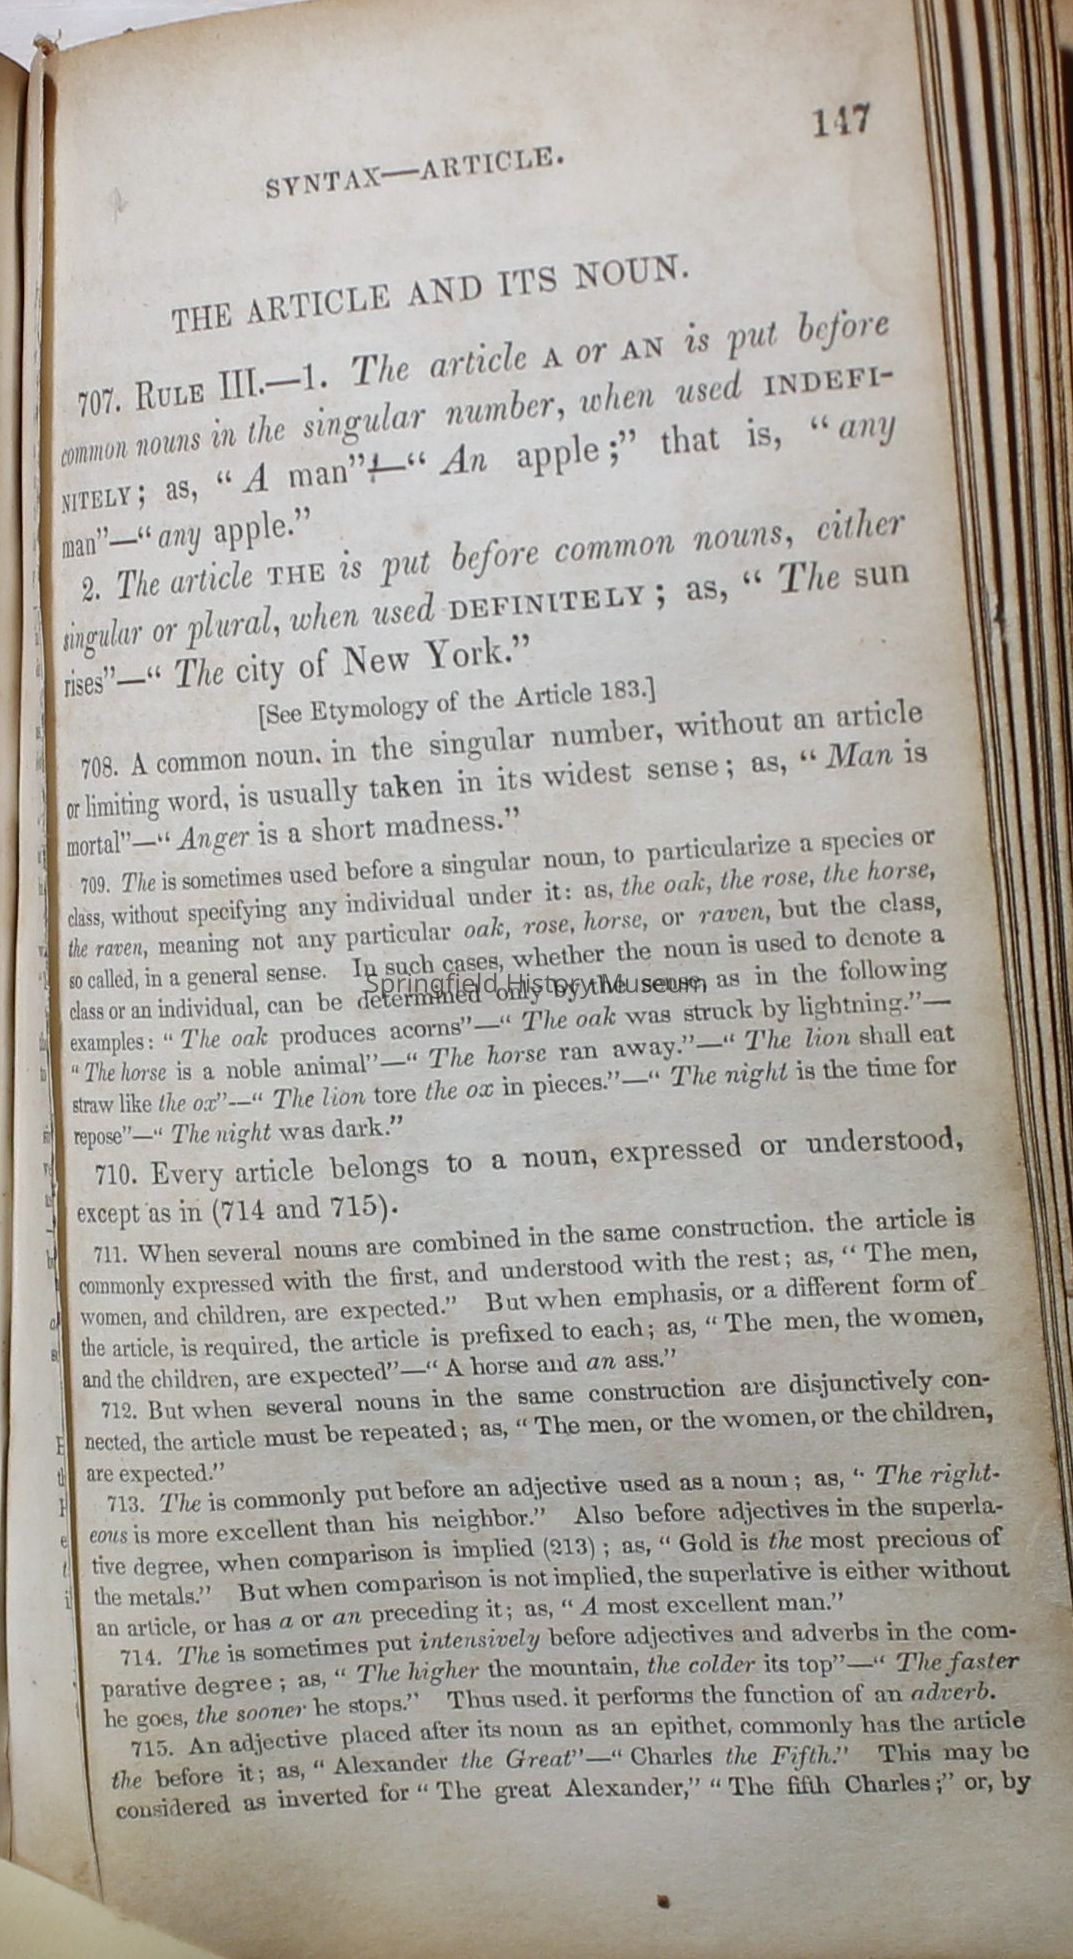 147
SYNTAX—ARTICLE.
THE ARTICLE AND ITS NOUN.
707. RULE III.—1. The article A or AN is put before
common nouns in the singular number, when used INDEFI-
NITELY; as, “A man”—“An apple;” that is, “any
man”—“any apple.”
2. The article THE is put before common nouns, either
singular or plural, when used DEFINITELY; as, “The sun
rises”—“The city of New York.”
[See Etymology of the Article 183.]
708. A common noun, in the singular number, without an article
or limiting word, is usually taken in its widest sense; as, “Man is
mortal”—“Anger is a short madness.”
709. The is sometimes used before a singular noun, to particularize a species or
class, without specifying any individual under it: as, the oak, the rose, the horse,
the raven, meaning not any particular oak, rose, horse, or raven, but the class,
so called, in a general sense. In such cases, whether the noun is used to denote a
class or an individual, can be determined only by the sense, as in the following
Springfield History Museum
examples: “The oak produces acorns”—“The oak was struck by lightning.”—
“The horse is a noble animal”—“The horse ran away.”—“The lion shall eat
straw like the ox”—“The lion tore the ox in pieces.”—“The night is the time for
repose”—“The night was dark.”
710. Every article belongs to a noun, expressed or understood,
except as in (714 and 715).
711. When several nouns are combined in the same construction, the article is
commonly expressed with the first, and understood with the rest; as, “The men,
women, and children, are expected.” But when emphasis, or a different form of
the article, is required, the article is prefixed to each; as, “The men, the women,
and the children, are expected”—“A horse and an ass.”
712. But when several nouns in the same construction are disjunctively con-
nected, the article must be repeated; as, “The men, or the women, or the children,
are expected.”
713. The is commonly put before an adjective used as a noun; as, “The right-
eous is more excellent than his neighbor.” Also before adjectives in the superla-
tive degree, when comparison is implied (213); as, “Gold is the most precious of
the metals.” But when comparison is not implied, the superlative is either without
an article, or has a or an preceding it; as, “A most excellent man.”
714. The is sometimes put intensively before adjectives and adverbs in the com-
parative degree; as, “The higher the mountain, the colder its top”—“The faster
he goes, the sooner he stops.” Thus used, it performs the function of an adverb.
715. An adjective placed after its noun as an epithet, commonly has the article
the before it; as, “Alexander the Great”—“Charles the Fifth.” This may be
considered as inverted for “The great Alexander,” “The fifth Charles;” or, by